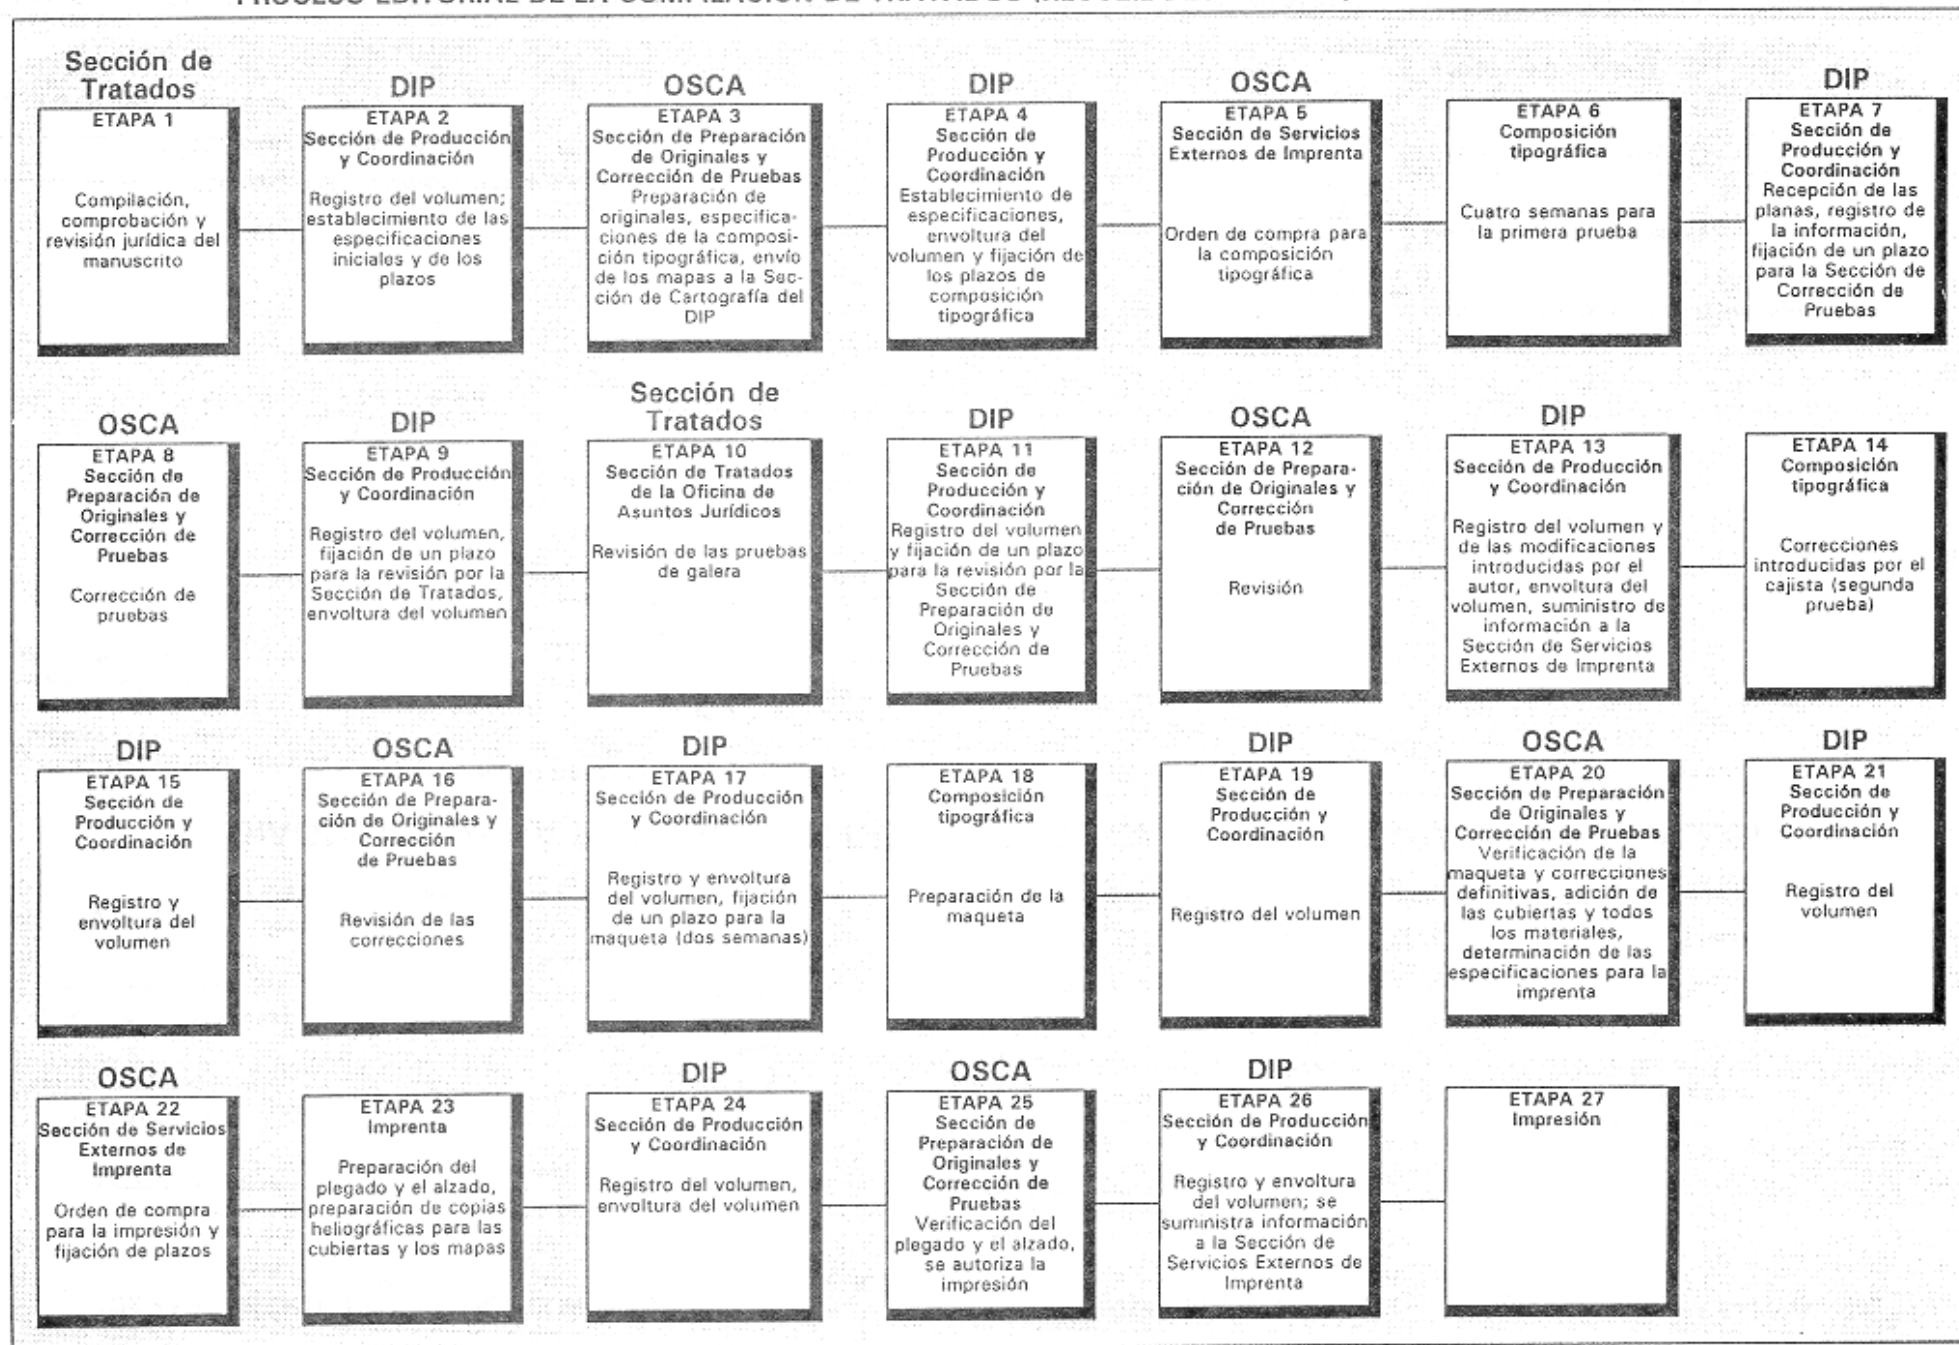 PROCESO EDITORIAL DE LA COMPILACIÓN DE TRATADOS
Sección de
Tratados
ETAPA 1
Compilación,
comprobación y
revisión jurídica del
manuscrito
DIP
ETAPA 2
Sección de Producción
y Coordinación
Registro del volumen;
establecimiento de las
especificaciones
iniciales y de los
plazos
OSCA
ETAPA 3
Sección de Preparación
de Originales y
Corrección de Pruebas
Preparación de
originales, especifica-
ciones de la composi-
ción tipográfica, envío
de los mapas a la Sec-
ción de Cartografía del
DIP
DIP
ETAPA 4
Sección de
Producción y
Coordinación
Establecimiento de
especificaciones,
envoltura del
volumen y fijación de
los plazos de
composición
tipográfica
OSCA
ETAPA 5
Sección de Servicios
Externos de Imprenta
Orden de compra para
la composición
tipográfica
ETAPA 6
Composición
tipográfica
Cuatro semanas para
la primera prueba
DIP
ETAPA 7
Sección de
Producción y
Coordinación
Recepción de las
planas, registro de
la información,
fijación de un plazo
para la Sección de
Corrección de
Pruebas
OSCA
ETAPA 8
Sección de
Preparación de
Originales y
Corrección de
Pruebas
Corrección de
pruebas
DIP
ETAPA 9
Sección de Producción
y Coordinación
Registro del volumen,
fijación de un plazo
para la revisión por la
Sección de Tratados,
envoltura del volumen
Sección de
Tratados
ETAPA 10
Sección de Tratados
de la Oficina de
Asuntos Jurídicos
Revisión de las pruebas
de galera
DIP
ETAPA 11
Sección de
Producción y
Coordinación
Registro del volumen
y fijación de un plazo
para la revisión por la
Sección de
Preparación de
Originales y
Corrección de
Pruebas
OSCA
ETAPA 12
Sección de Prepara-
ción de Originales y
Corrección
de Pruebas
Revisión
DIP
ETAPA 13
Sección de Producción
y Coordinación
Registro del volumen y
de las modificaciones
introducidas por el
autor, envoltura del
volumen, suministro de
información a la
Sección de Servicios
Externos de Imprenta
ETAPA 14
Composición
tipográfica
Correcciones
introducidas por el
cajista (segunda
prueba)
DIP
ETAPA 15
Sección de
Producción y
Coordinación
Registro y
envoltura del
volumen
OSCA
ETAPA 16
Sección de Prepara-
ción de Originales y
Corrección
de Pruebas
Revisión de las
correcciones
DIP
ETAPA 17
Sección de Producción
y Coordinación
Registro y envoltura
del volumen, fijación
de un plazo para la
maqueta (dos semanas)
ETAPA 18
Composición
tipográfica
Preparación de la
maqueta
DIP
ETAPA 19
Sección de
Producción y
Coordinación
Registro del volumen
OSCA
ETAPA 20
Sección de Preparación
de Originales y
Corrección de Pruebas
Verificación de la
maqueta y correcciones
definitivas, adición de
las cubiertas y todos
los materiales,
determinación de las
especificaciones para la
imprenta
DIP
ETAPA 21
Sección de
Producción y
Coordinación
Registro del
volumen
OSCA
ETAPA 22
Sección de Servicios
Externos de
Imprenta
Orden de compra
para la impresión y
fijación de plazos
ETAPA 23
Imprenta
Preparación del
plegado y el alzado,
preparación de copias
heliográficas para las
cubiertas y los mapas
DIP
ETAPA 24
Sección de Producción
y Coordinación
Registro del volumen,
envoltura del volumen
OSCA
ETAPA 25
Sección de
Preparación de
Originales y
Corrección de
Pruebas
Verificación del
plegado y el alzado,
se autoriza la
impresión
DIP
ETAPA 26
Sección de Producción
y Coordinación
Registro y envoltura
del volumen; se
suministra información
a la Sección de
Servicios Externos de
Imprenta
ETAPA 27
Impresión